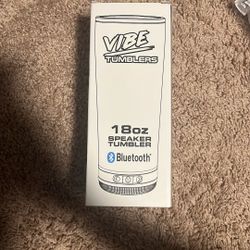 VIBE
TUMBLERS
18oz
SPEAKER
TUMBLER
Bluetooth®